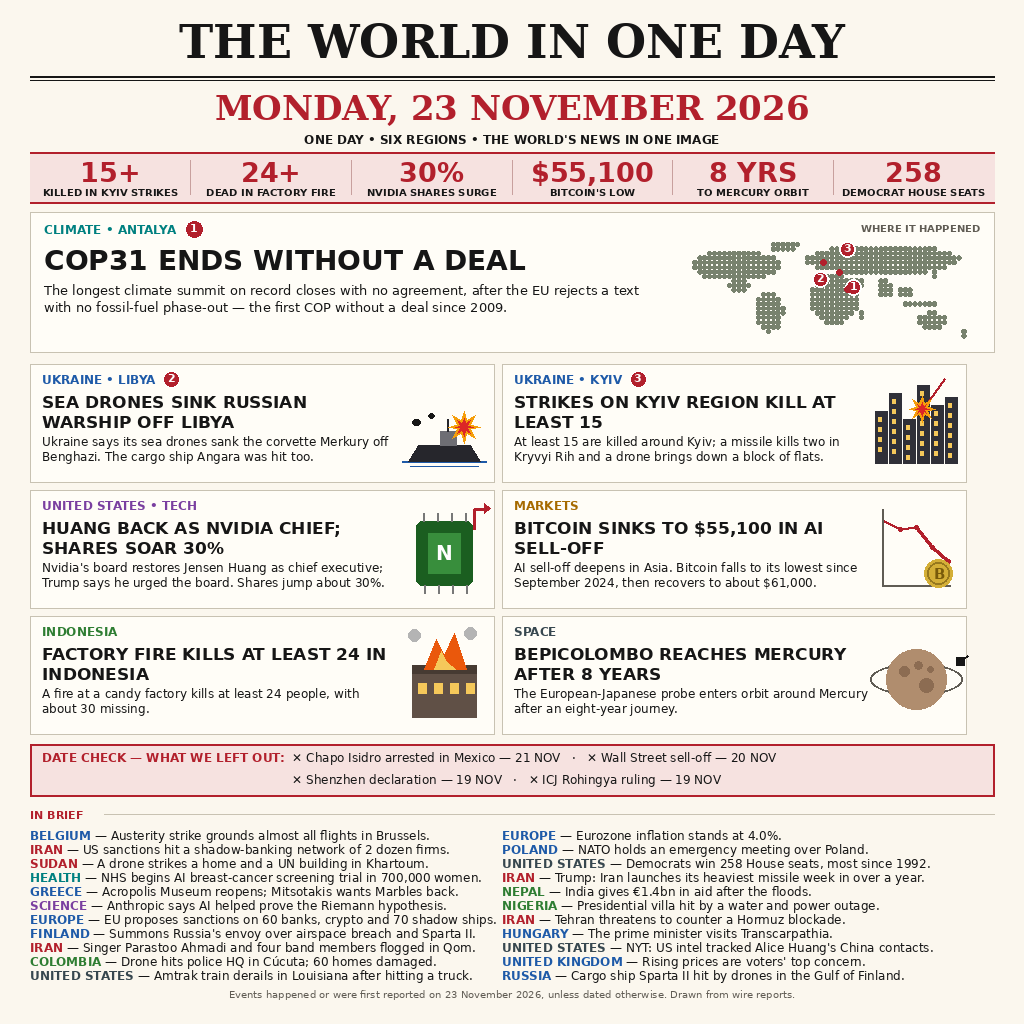 THE WORLD IN ONE DAY
MONDAY, 23 NOVEMBER 2026
ONE DAY • SIX REGIONS • THE WORLD'S NEWS IN ONE IMAGE
15+
KILLED IN KYIV STRIKES
24+
DEAD IN FACTORY FIRE
30%
NVIDIA SHARES SURGE
$55,100
BITCOIN'S LOW
8 YRS
TO MERCURY ORBIT
258
DEMOCRAT HOUSE SEATS
CLIMATE • ANTALYA 1
COP31 ENDS WITHOUT A DEAL
The longest climate summit on record closes with no agreement, after the EU rejects a text
with no fossil-fuel phase-out — the first COP without a deal since 2009.
WHERE IT HAPPENED
3
2
1
UKRAINE • LIBYA 2
SEA DRONES SINK RUSSIAN
WARSHIP OFF LIBYA
Ukraine says its sea drones sank the corvette Merkury off
Benghazi. The cargo ship Angara was hit too.
UKRAINE • KYIV 3
STRIKES ON KYIV REGION KILL AT
LEAST 15
At least 15 are killed around Kyiv; a missile kills two in
Kryvyi Rih and a drone brings down a block of flats.
UNITED STATES • TECH
HUANG BACK AS NVIDIA CHIEF;
SHARES SOAR 30%
Nvidia's board restores Jensen Huang as chief executive;
Trump says he urged the board. Shares jump about 30%.
N
MARKETS
BITCOIN SINKS TO $55,100 IN AI
SELL-OFF
AI sell-off deepens in Asia. Bitcoin falls to its lowest since
September 2024, then recovers to about $61,000.
B
INDONESIA
FACTORY FIRE KILLS AT LEAST 24 IN
INDONESIA
A fire at a candy factory kills at least 24 people, with
about 30 missing.
SPACE
BEPICOLOMBO REACHES MERCURY
AFTER 8 YEARS
The European-Japanese probe enters orbit around Mercury
after an eight-year journey.
DATE CHECK — WHAT WE LEFT OUT: ✕ Chapo Isidro arrested in Mexico — 21 NOV · ✕ Wall Street sell-off — 20 NOV
✕ Shenzhen declaration — 19 NOV · ✕ ICJ Rohingya ruling — 19 NOV
IN BRIEF
BELGIUM — Austerity strike grounds almost all flights in Brussels.
IRAN — US sanctions hit a shadow-banking network of 2 dozen firms.
SUDAN — A drone strikes a home and a UN building in Khartoum.
HEALTH — NHS begins AI breast-cancer screening trial in 700,000 women.
GREECE — Acropolis Museum reopens; Mitsotakis wants Marbles back.
SCIENCE — Anthropic says AI helped prove the Riemann hypothesis.
EUROPE — EU proposes sanctions on 60 banks, crypto and 70 shadow ships.
FINLAND — Summons Russia's envoy over airspace breach and Sparta II.
IRAN — Singer Parastoo Ahmadi and four band members flogged in Qom.
COLOMBIA — Drone hits police HQ in Cúcuta; 60 homes damaged.
UNITED STATES — Amtrak train derails in Louisiana after hitting a truck.
EUROPE — Eurozone inflation stands at 4.0%.
POLAND — NATO holds an emergency meeting over Poland.
UNITED STATES — Democrats win 258 House seats, most since 1992.
IRAN — Trump: Iran launches its heaviest missile week in over a year.
NEPAL — India gives €1.4bn in aid after the floods.
NIGERIA — Presidential villa hit by a water and power outage.
IRAN — Tehran threatens to counter a Hormuz blockade.
HUNGARY — The prime minister visits Transcarpathia.
UNITED STATES — NYT: US intel tracked Alice Huang's China contacts.
UNITED KINGDOM — Rising prices are voters' top concern.
RUSSIA — Cargo ship Sparta II hit by drones in the Gulf of Finland.
Events happened or were first reported on 23 November 2026, unless dated otherwise. Drawn from wire reports.